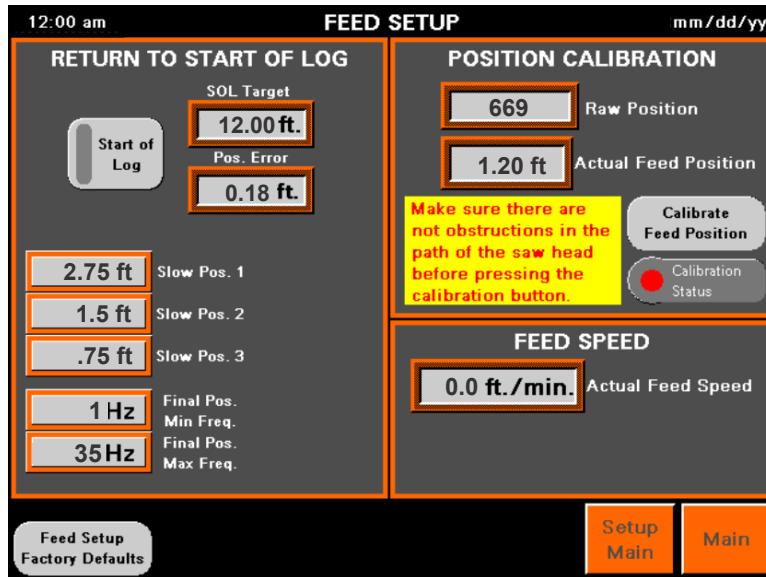 12:00 am
FEED SETUP
mm/dd/yy
RETURN TO START OF LOG
SOL Target
12.00 ft.
Start of
Log
Pos. Error
0.18 ft.
2.75 ft Slow Pos. 1
1.5 ft Slow Pos. 2
.75 ft Slow Pos. 3
1 Hz
Final Pos.
Min Freq.
35 Hz
Final Pos.
Max Freq.
POSITION CALIBRATION
669 Raw Position
1.20 ft Actual Feed Position
Make sure there are
not obstructions in the
path of the saw head
before pressing the
calibration button.
Calibrate
Feed Position
Calibration
Status
FEED SPEED
0.0 ft./min. Actual Feed Speed
Feed Setup
Factory Defaults
Setup
Main
Main